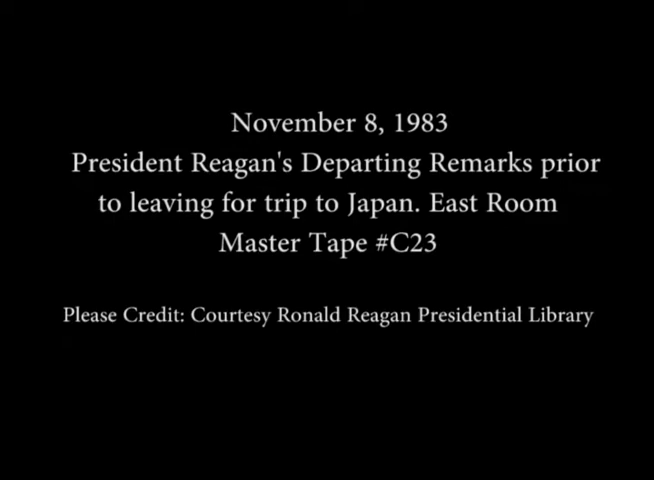 November 8, 1983
President Reagan's Departing Remarks prior
to leaving for trip to Japan. East Room
Master Tape #C23
Please Credit: Courtesy Ronald Reagan Presidential Library